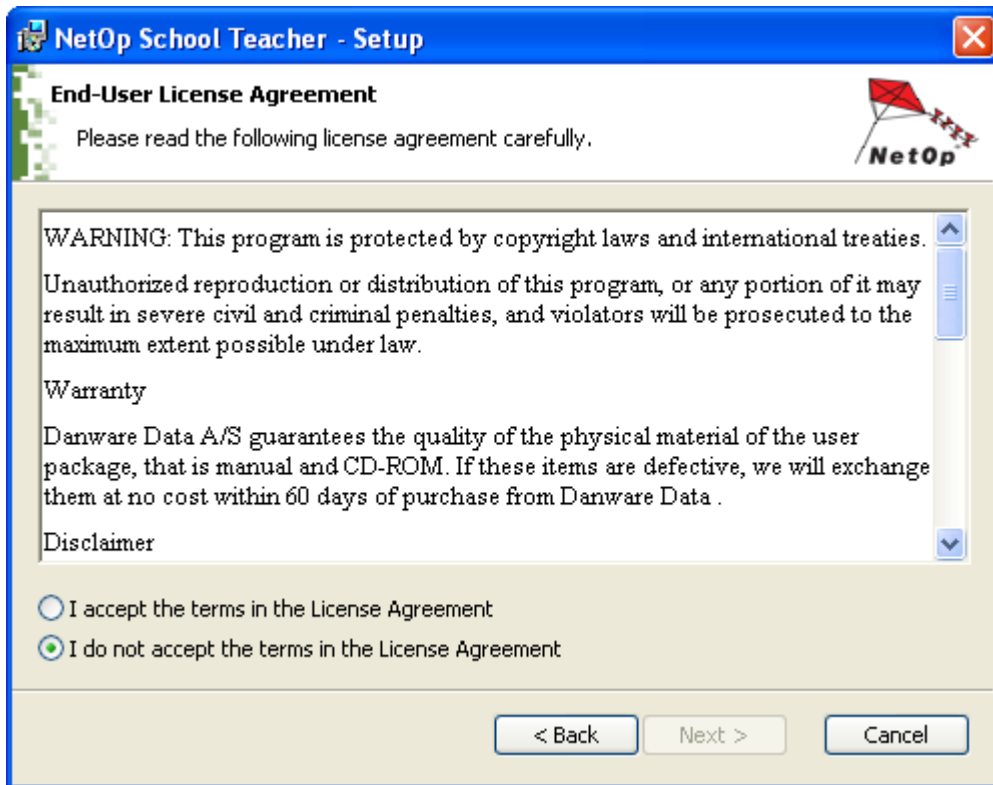 NetOp School Teacher - Setup
End-User License Agreement
Please read the following license agreement carefully.
NetOp
WARNING: This program is protected by copyright laws and international treaties.
Unauthorized reproduction or distribution of this program, or any portion of it may
result in severe civil and criminal penalties, and violators will be prosecuted to the
maximum extent possible under law.
Warranty
Danware Data A/S guarantees the quality of the physical material of the user
package, that is manual and CD-ROM. If these items are defective, we will exchange
them at no cost within 60 days of purchase from Danware Data .
Disclaimer
I accept the terms in the License Agreement
I do not accept the terms in the License Agreement
< Back Next > Cancel